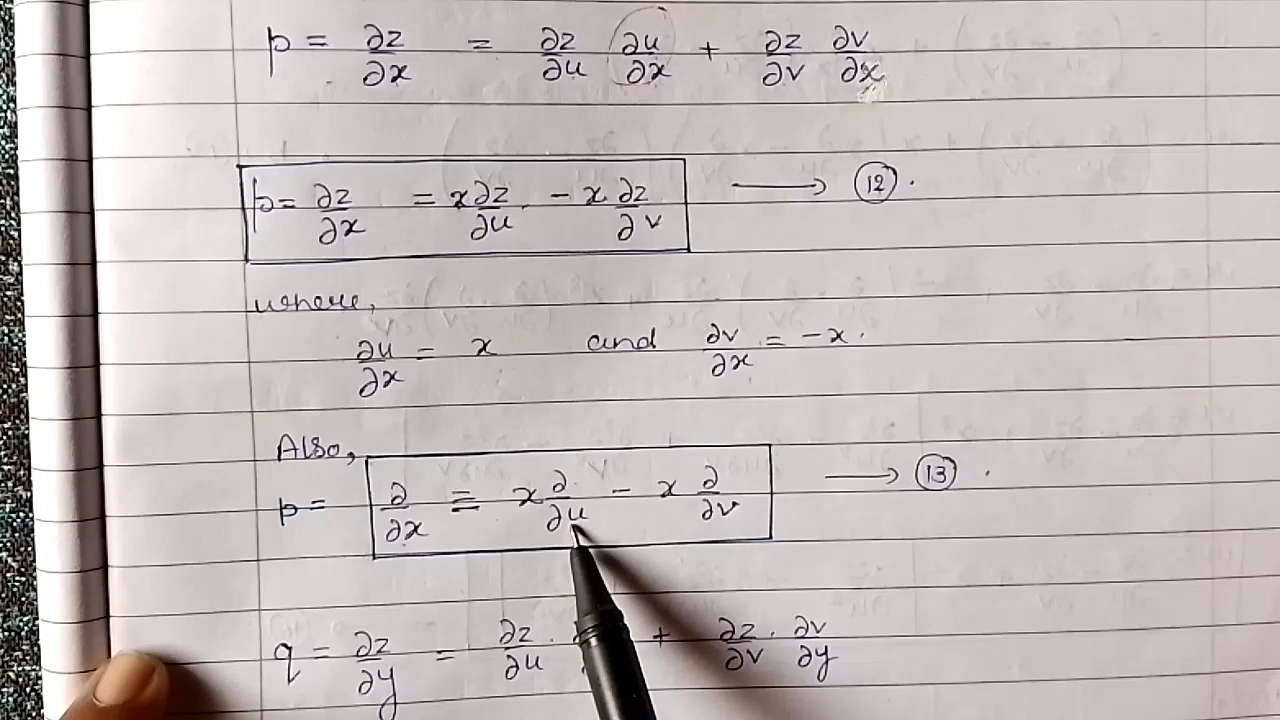 p = ∂z/∂x = ∂z/∂u ∂u/∂x + ∂z/∂v ∂v/∂x
p = ∂z/∂x = x ∂z/∂u - x ∂z/∂v → 12.
where,
∂u/∂x = x and ∂v/∂x = -x.
Also,
p = ∂/∂x ≡ x ∂/∂u - x ∂/∂v → 13.
q = ∂z/∂y = ∂z/∂u . + ∂z/∂v . ∂v/∂y